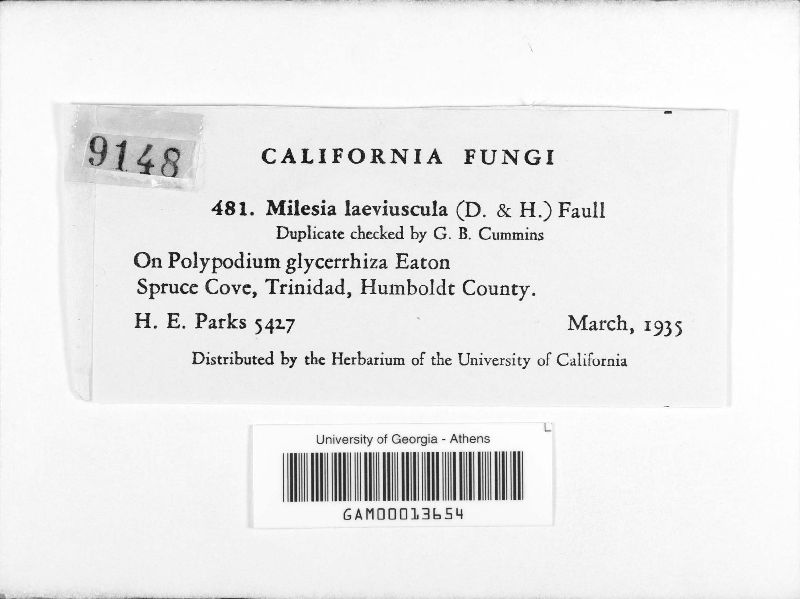 9148
CALIFORNIA FUNGI
481. Milesia laeviuscula (D. & H.) Faull
Duplicate checked by G. B. Cummins
On Polypodium glycerrhiza Eaton
Spruce Cove, Trinidad, Humboldt County.
H. E. Parks 5427 March, 1935
Distributed by the Herbarium of the University of California
University of Georgia - Athens
GAM00013654